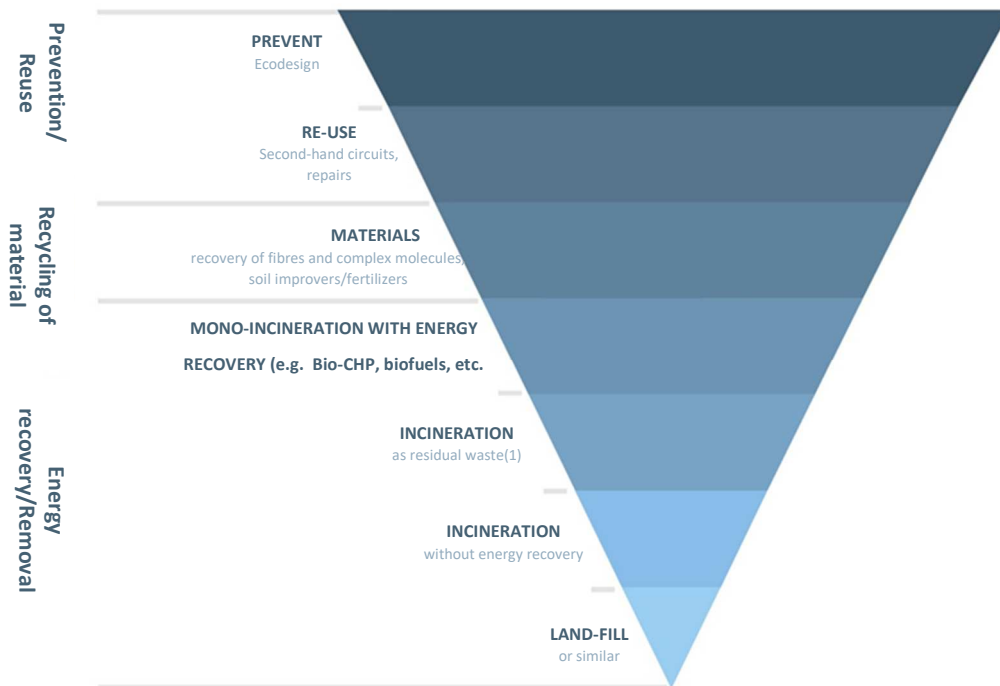 Prevention/
Reuse
PREVENT
Ecodesign
RE-USE
Second-hand circuits,
repairs
Recycling of
material
MATERIALS
recovery of fibres and complex molecules,
soil improvers/fertilizers
MONO-INCINERATION WITH ENERGY
RECOVERY (e.g. Bio-CHP, biofuels, etc.
Energy
recovery/Removal
INCINERATION
as residual waste(1)
INCINERATION
without energy recovery
LAND-FILL
or similar